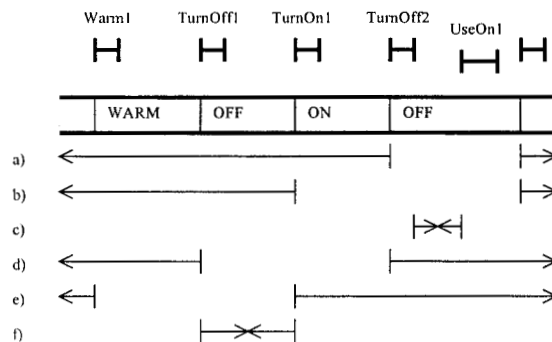 Warm1 TurnOff1 TurnOn1 TurnOff2
UseOn1
WARM OFF ON OFF
a)
b)
c)
d)
e)
f)